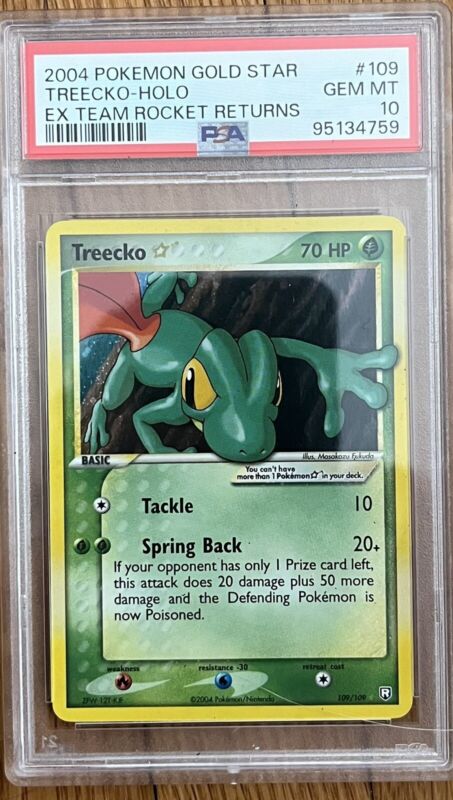 2004 POKEMON GOLD STAR #109
TREECKO-HOLO GEM MT
EX TEAM ROCKET RETURNS 10
PSA 95134759
Treecko 70 HP
BASIC
Illus. Masakazu Fukuda
You can't have
more than 1 Pokémon☆ in your deck.
Tackle 10
Spring Back 20+
If your opponent has only 1 Prize card left,
this attack does 20 damage plus 50 more
damage and the Defending Pokémon is
now Poisoned.
weakness resistance -30 retreat cost
©2004 Pokémon/Nintendo 109/109 R